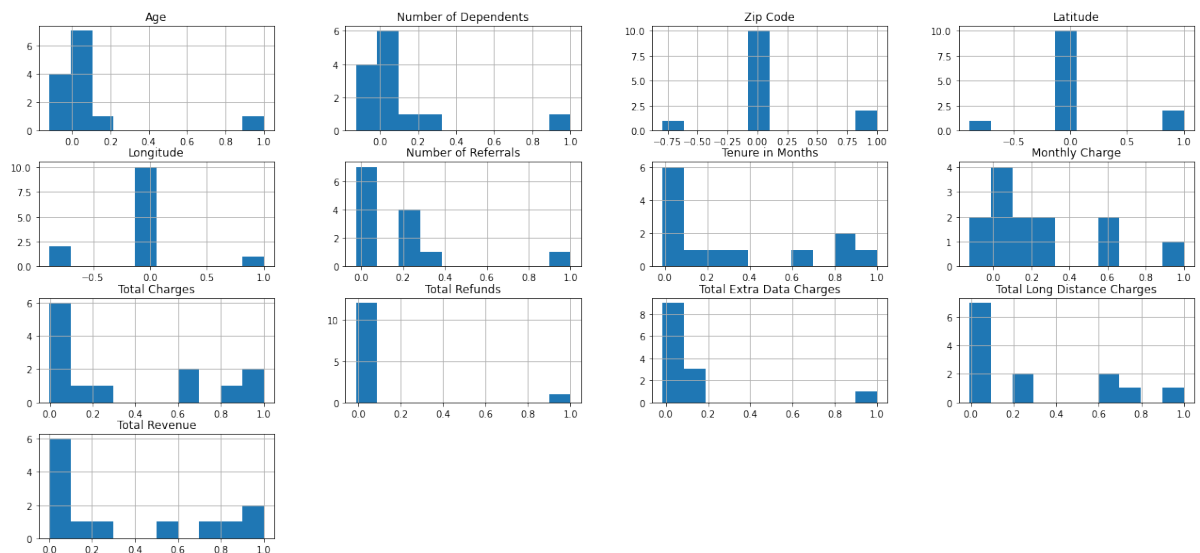 Age
Number of Dependents
Zip Code
Latitude
6
4
2
0
0.0 0.2 0.4 0.6 0.8 1.0
6
4
2
0
0.0 0.2 0.4 0.6 0.8 1.0
10.0
7.5
5.0
2.5
0.0
−0.75 −0.50 −0.25 0.00 0.25 0.50 0.75 1.00
10.0
7.5
5.0
2.5
0.0
−0.5 0.0 0.5 1.0
Longitude
Number of Referrals
Tenure in Months
Monthly Charge
10.0
7.5
5.0
2.5
0.0
−0.5 0.0 0.5 1.0
6
4
2
0
0.0 0.2 0.4 0.6 0.8 1.0
6
4
2
0
0.0 0.2 0.4 0.6 0.8 1.0
4
3
2
1
0
0.0 0.2 0.4 0.6 0.8 1.0
Total Charges
Total Refunds
Total Extra Data Charges
Total Long Distance Charges
6
4
2
0
0.0 0.2 0.4 0.6 0.8 1.0
10
5
0
0.0 0.2 0.4 0.6 0.8 1.0
8
6
4
2
0
0.0 0.2 0.4 0.6 0.8 1.0
6
4
2
0
0.0 0.2 0.4 0.6 0.8 1.0
Total Revenue
6
4
2
0
0.0 0.2 0.4 0.6 0.8 1.0